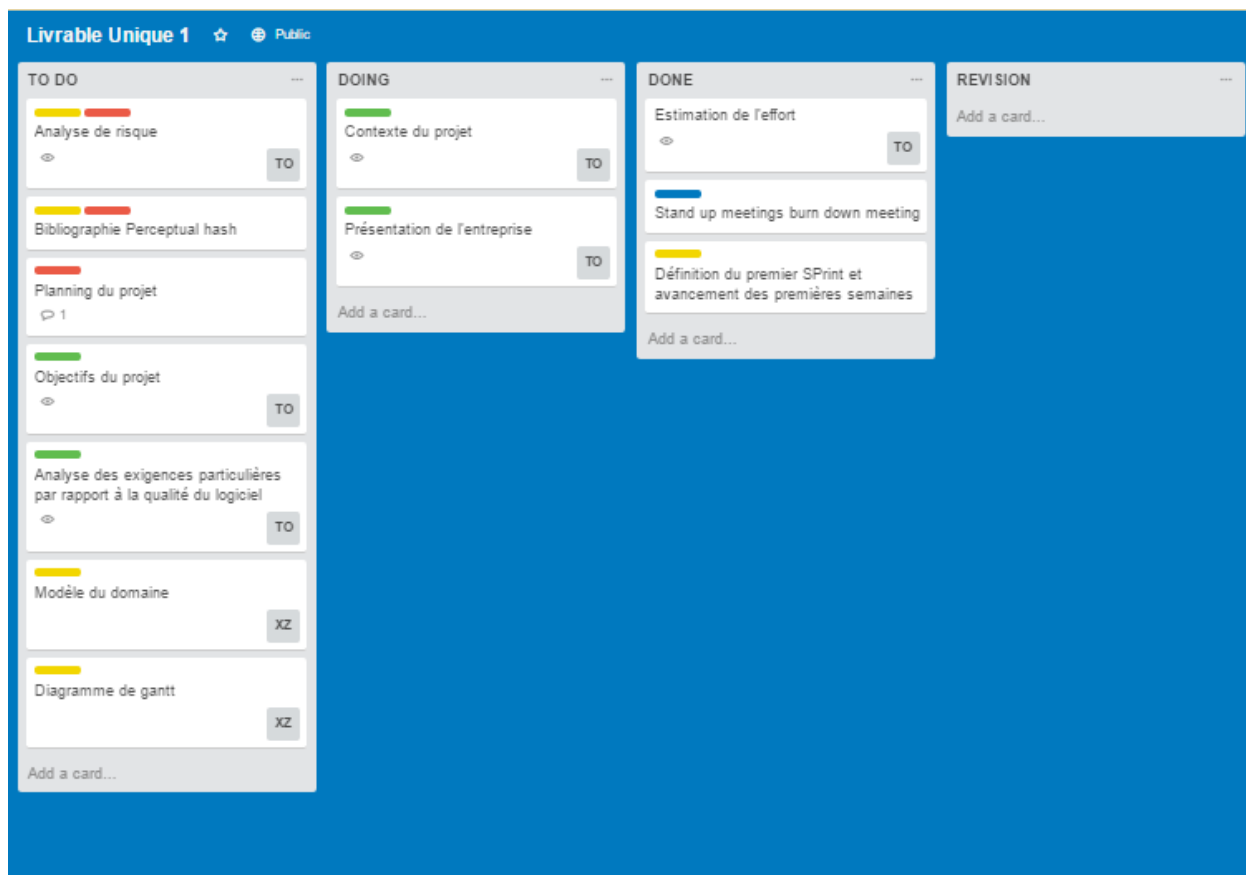 Livrable Unique 1 Public
TO DO
Analyse de risque
TO
Bibliographie Perceptual hash
Planning du projet
1
Objectifs du projet
TO
Analyse des exigences particulières
par rapport à la qualité du logiciel
TO
Modèle du domaine
XZ
Diagramme de gantt
XZ
Add a card...
DOING
Contexte du projet
TO
Présentation de l'entreprise
TO
Add a card...
DONE
Estimation de l'effort
TO
Stand up meetings burn down meeting
Définition du premier SPrint et
avancement des premières semaines
Add a card...
REVISION
Add a card...